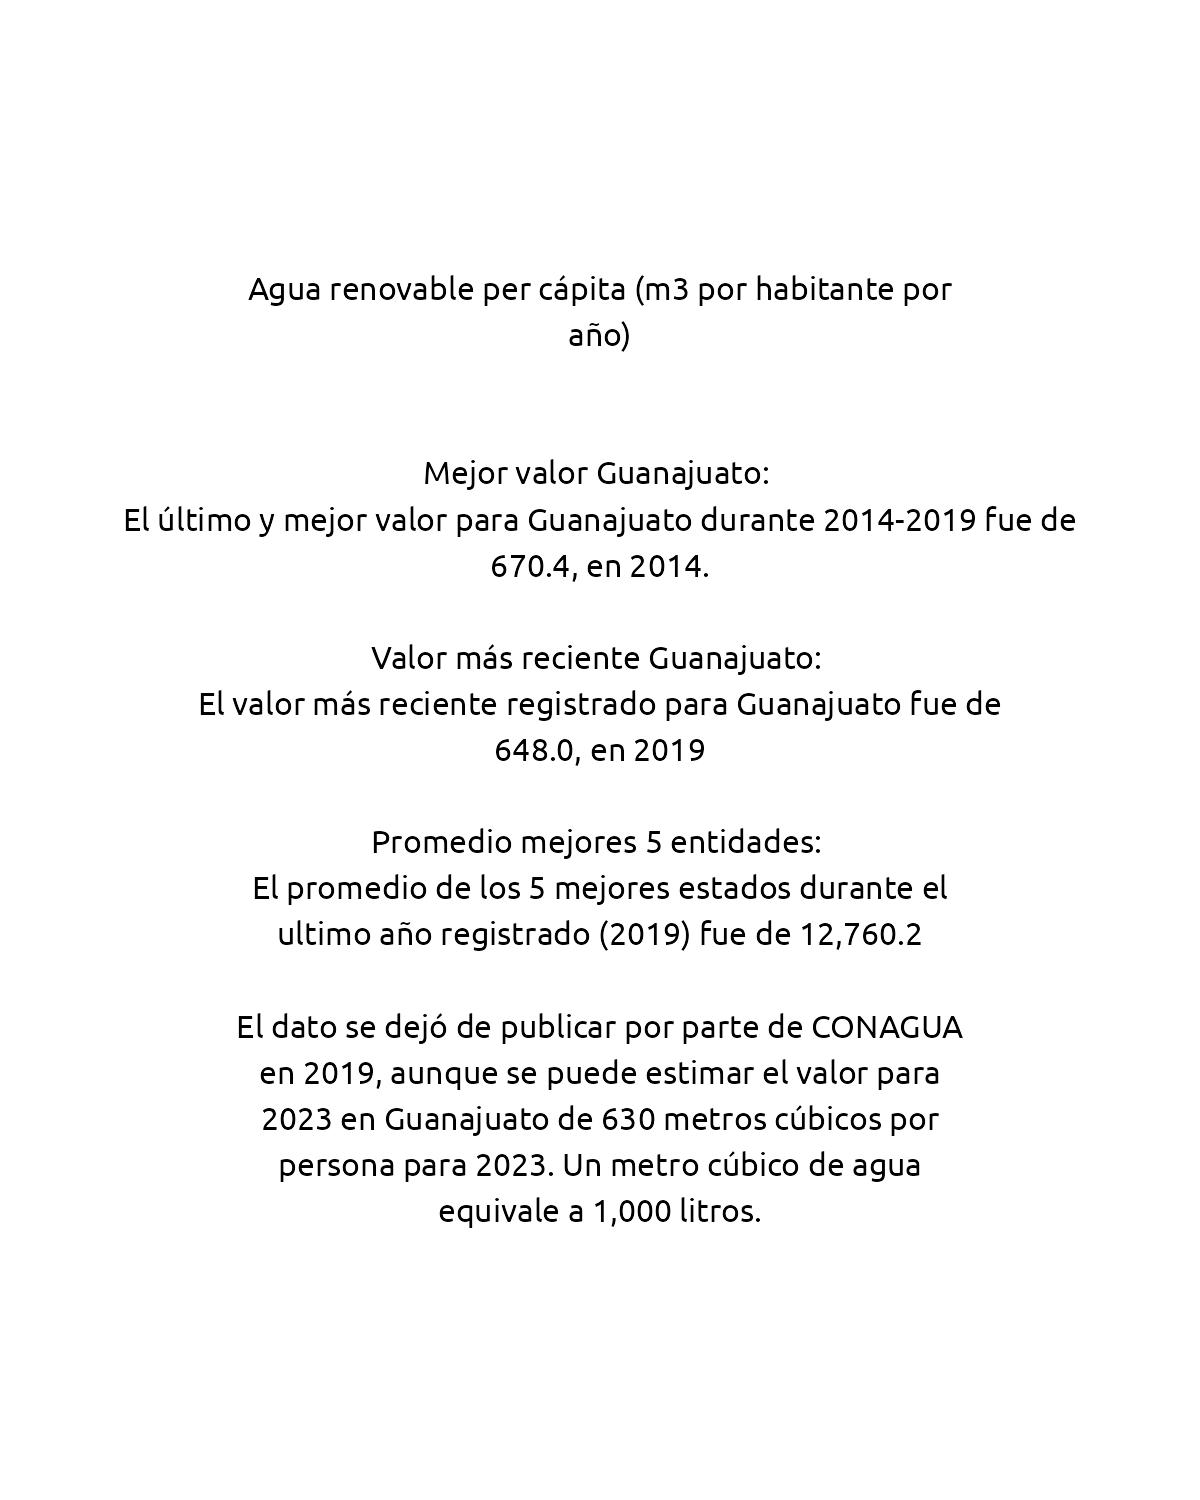 Agua renovable per cápita (m3 por habitante por
año)
Mejor valor Guanajuato:
El último y mejor valor para Guanajuato durante 2014-2019 fue de
670.4, en 2014.
Valor más reciente Guanajuato:
El valor más reciente registrado para Guanajuato fue de
648.0, en 2019
Promedio mejores 5 entidades:
El promedio de los 5 mejores estados durante el
ultimo año registrado (2019) fue de 12,760.2
El dato se dejó de publicar por parte de CONAGUA
en 2019, aunque se puede estimar el valor para
2023 en Guanajuato de 630 metros cúbicos por
persona para 2023. Un metro cúbico de agua
equivale a 1,000 litros.